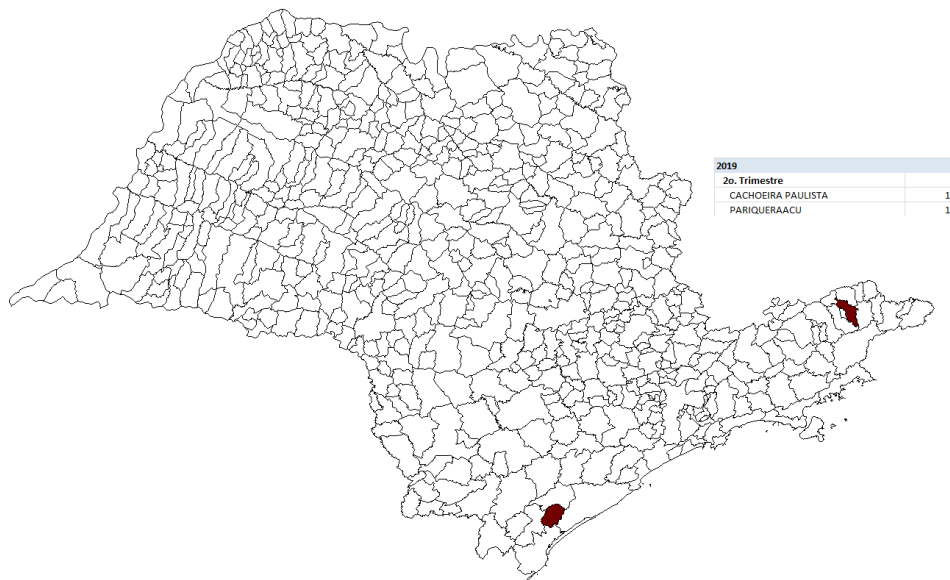 2019
2o. Trimestre
CACHOEIRA PAULISTA 1
PARIQUERAACU 1